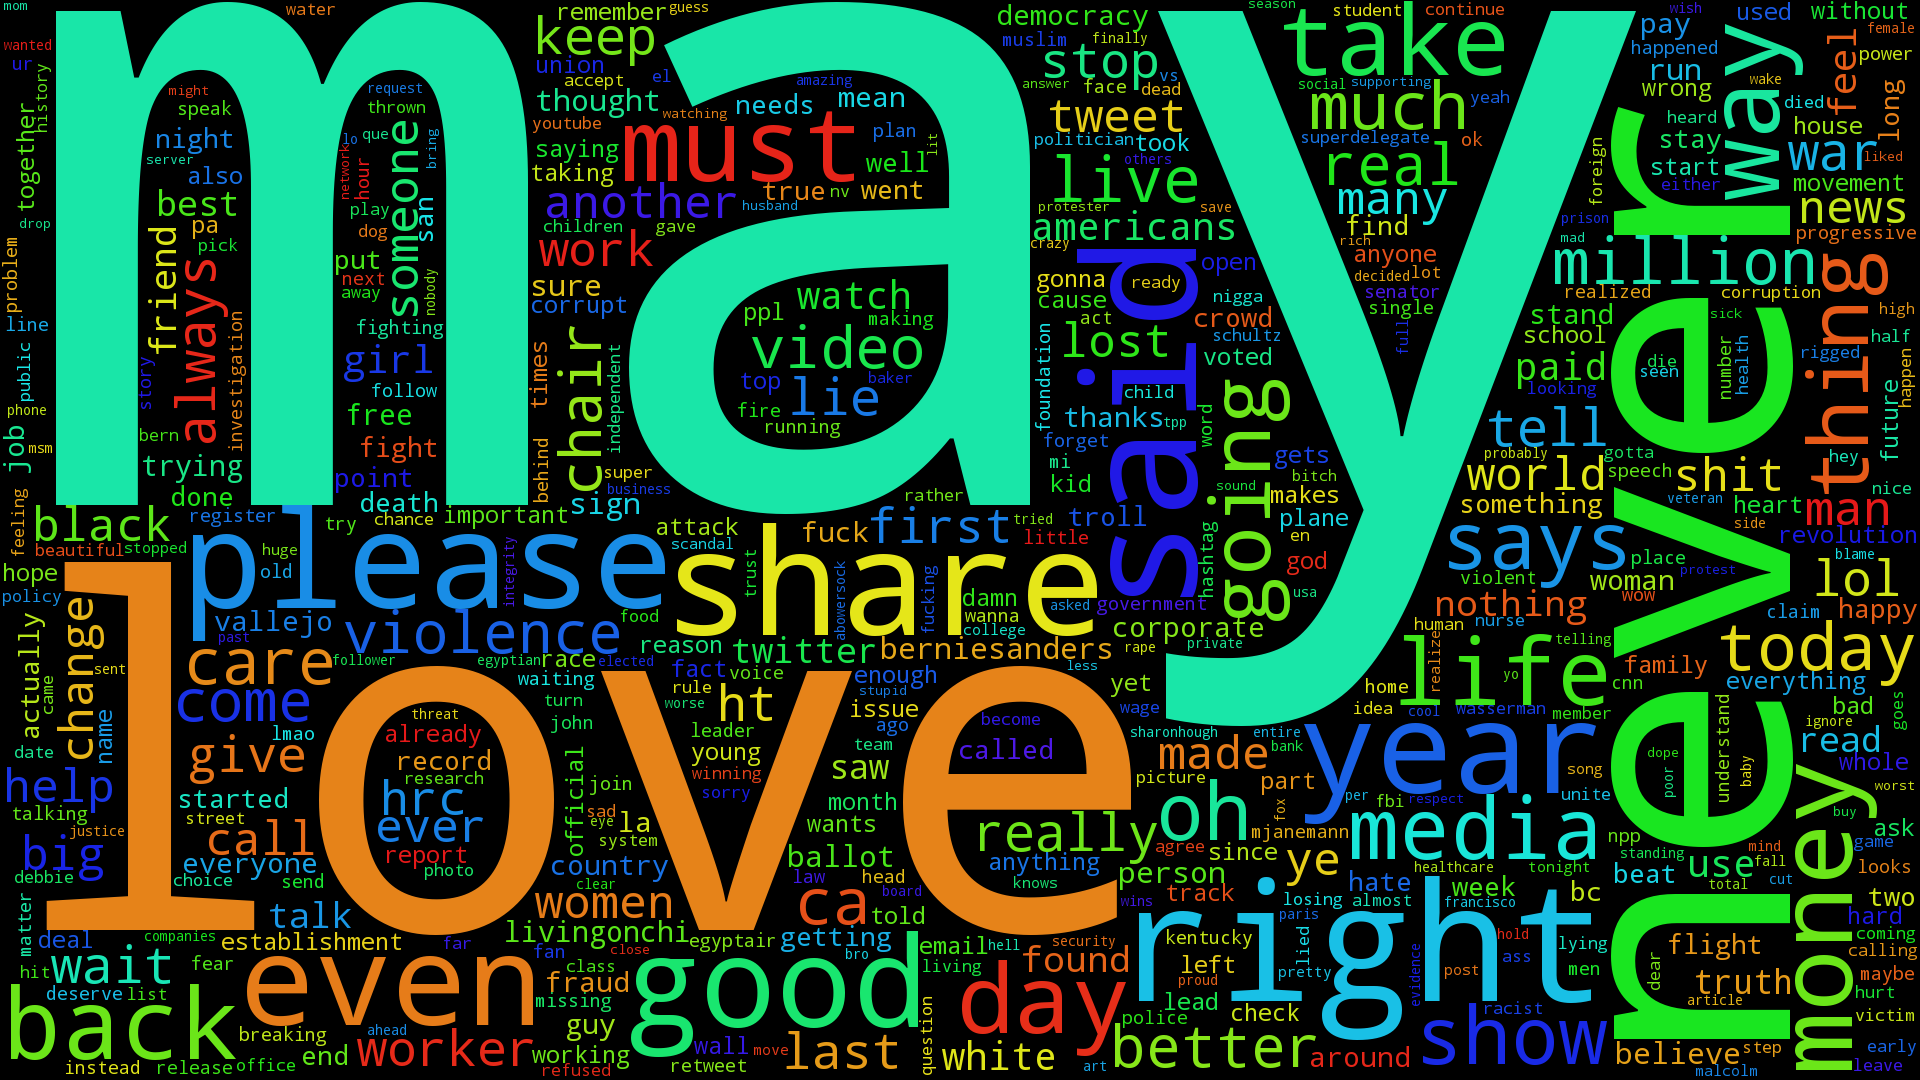 may
love
never
please
share
said
right
good
even
back
day
year
life
must
take
much
real
many
live
stop
tweet
keep
thought
another
work
someone
always
friend
best
night
also
speak
thrown
might
request
water
mom
wanted
ur
history
together
drop
problem
line
public
story
phone
msm
bern
job
trying
done
investigation
server
pa
pick
que
lo
network
hour
play
dog
san
bring
put
next
away
nobody
fighting
girl
follow
free
fight
point
death
try
chance
important
register
black
beautiful
stopped
feeling
hope
policy
huge
old
remember
guess
union
accept
el
amazing
youtube
watching
needs
mean
plan
saying
taking
well
lit
true
nv
went
husband
children
gave
sure
corrupt
times
chair
independent
behind
super
business
sign
watch
ppl
making
video
top
lie
baker
fire
running
rather
democracy
muslim
finally
answer
face
vs
dead
politician
took
others
protester
save
americans
crazy
gonna
ready
cause
act
lost
foundation
child
thanks
tpp
forget
mi
kid
word
open
nigga
crowd
schultz
voted
going
gets
bitch
sound
makes
plane
en
god
usa
hashtag
season
student
continue
social
supporting
yeah
superdelegate
ok
find
rich
anyone
decided
lot
senator
single
full
foreign
prison
mad
million
realized
corruption
stand
school
paid
looking
tell
probably
gotta
world
speech
something
says
place
pay
used
without
happened
run
wake
power
female
wrong
way
feel
long
heard
died
stay
house
start
war
liked
either
movement
news
progressive
thing
high
sick
half
rigged
happen
number
health
die
seen
future
hey
nice
shit
heart
veteran
side
man
revolution
blame
protest
lol
claim
happy
violent
woman
nothing
wow
human
nurse
today
telling
family
cnn
everything
bad
goes
ignore
read
whole
understand
worst
dope
poor
baby
buy
money
ask
game
looks
mind
fall
cut
total
two
hard
coming
calling
maybe
hurt
victim
early
leave
malcolm
step
believe
article
truth
flight
dear
standing
use
beat
npp
unite
song
member
yo
cool
wasserman
realize
home
idea
wage
yet
private
rape
corporate
government
asked
first
tried
little
troll
fuck
attack
scandal
trust
integrity
food
violence
vallejo
past
care
come
change
actually
sent
came
date
name
help
talking
justice
big
debbie
matter
deal
hit
wait
deserve
list
companies
fear
establishment
talk
send
choice
everyone
call
street
started
give
lmao
follower
egyptian
race
elected
waiting
turn
john
reason
fact
rule
worse
voice
twitter
berniesanders
damn
wanna
college
abowersock
fucking
enough
stupid
issue
less
ago
team
become
called
ht
leader
young
winning
sorry
saw
month
wants
ballot
law
head
board
ca
told
women
country
clear
system
la
eye
sad
join
official
threat
already
record
research
hrc
ever
report
photo
livingonchi
egyptair
getting
email
hell
living
bro
fan
far
class
close
fraud
missing
guy
working
refused
worker
ahead
end
breaking
office
release
instead
wall
move
retweet
last
question
white
art
found
security
really
anything
knows
agree
oh
made
sharonhough
entire
bank
picture
part
mjanemann
fox
since
person
track
wins
ye
losing
paris
hate
almost
healthcare
week
francisco
tonight
bc
media
per
fbi
respect
post
kentucky
left
proud
lead
police
check
better
around
lied
pretty
evidence
hold
ass
lying
men
racist
show
post